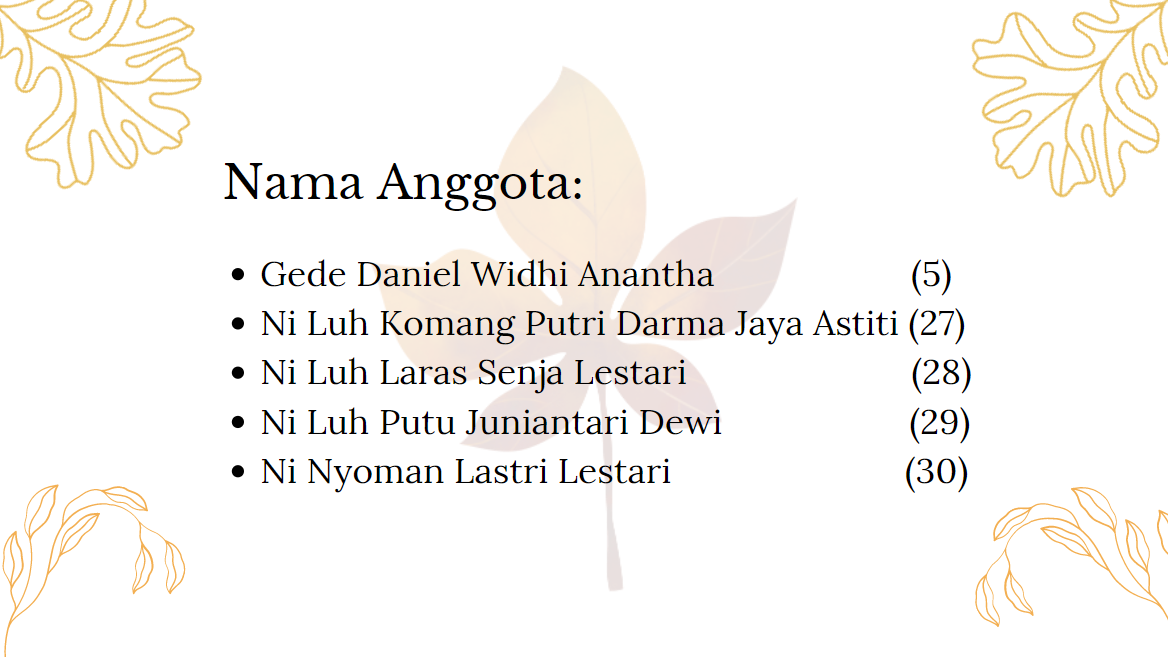 Nama Anggota:
• Gede Daniel Widhi Anantha (5)
• Ni Luh Komang Putri Darma Jaya Astiti (27)
• Ni Luh Laras Senja Lestari (28)
• Ni Luh Putu Juniantari Dewi (29)
• Ni Nyoman Lastri Lestari (30)